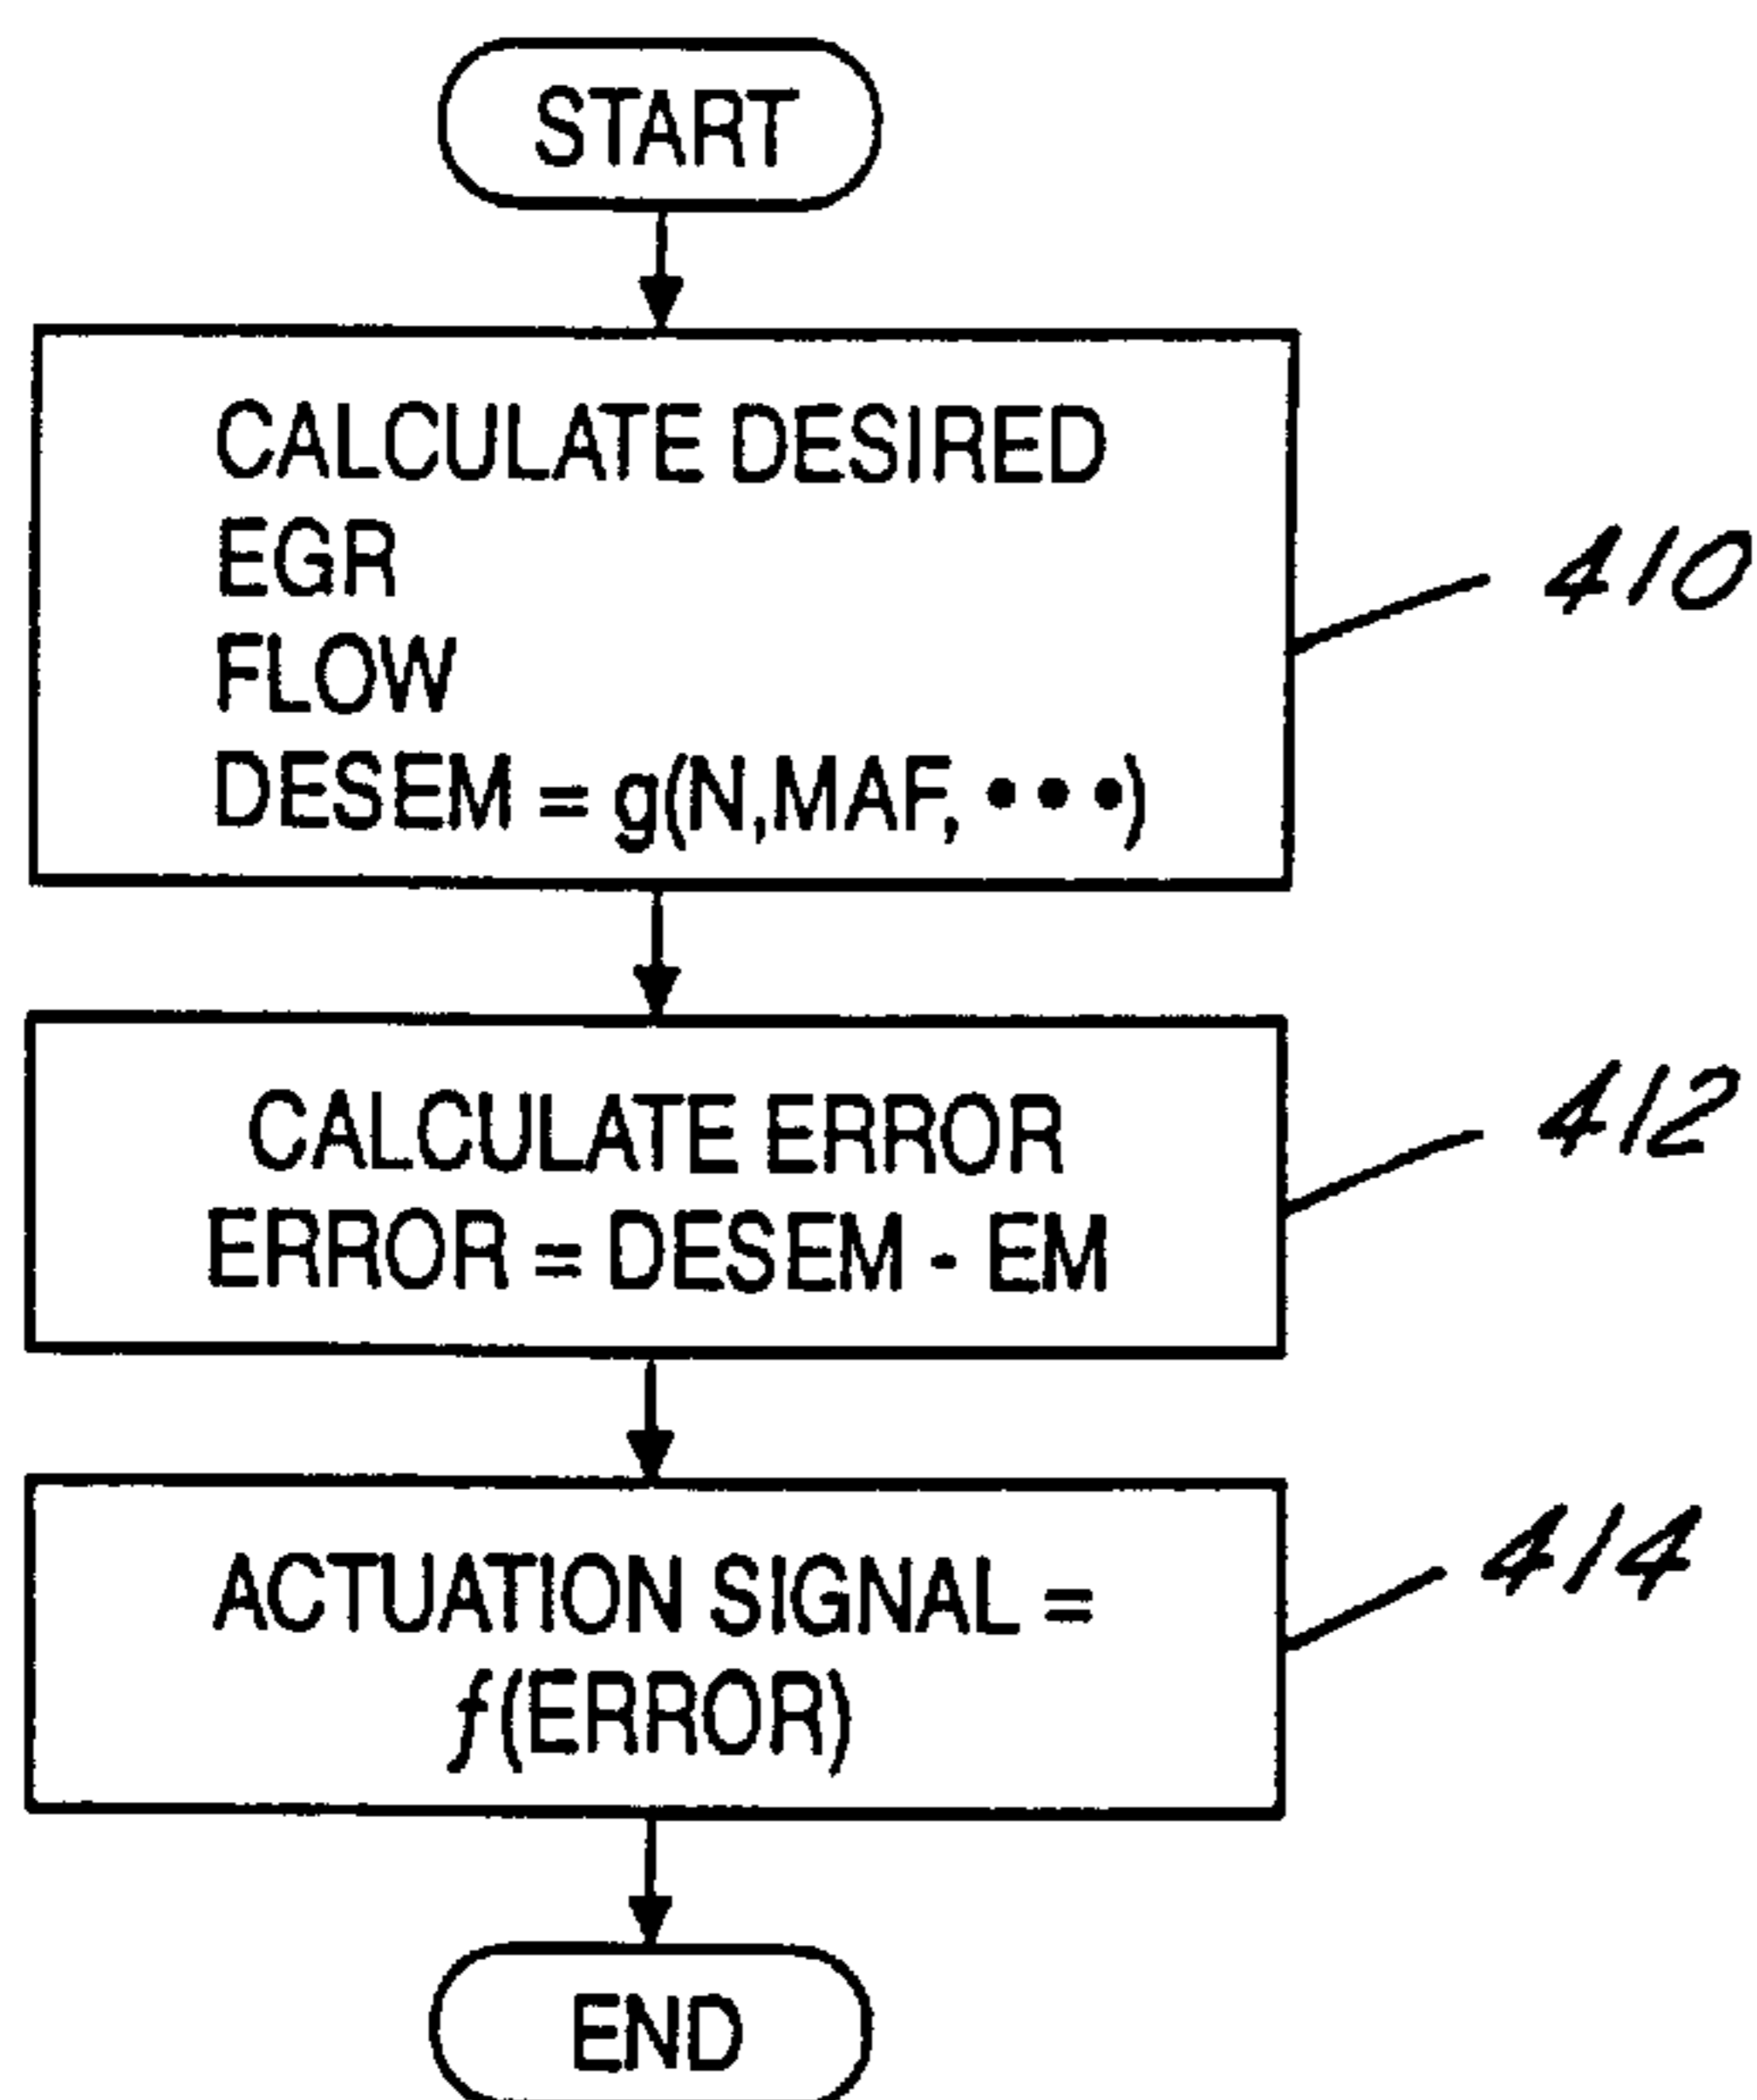 START
CALCULATE DESIRED
EGR
FLOW
DESEM = g(N,MAF, •••)
410
CALCULATE ERROR
ERROR = DESEM - EM
412
ACTUATION SIGNAL =
f(ERROR)
414
END